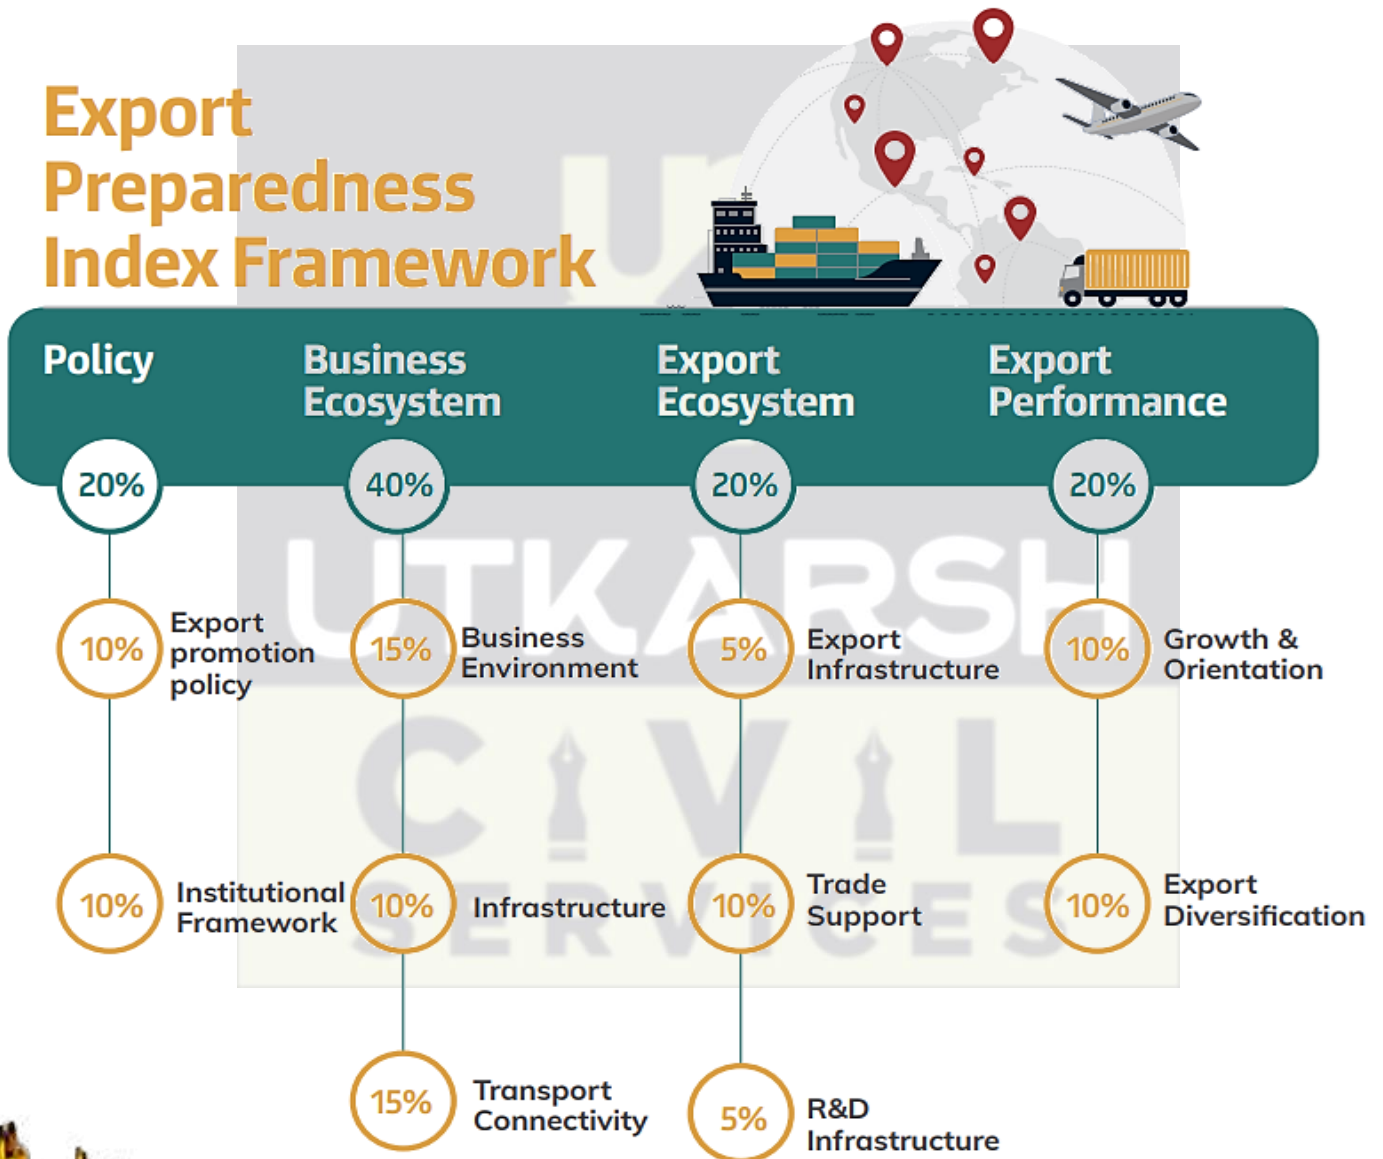 Export
Preparedness
Index Framework
Policy
Business
Ecosystem
Export
Ecosystem
Export
Performance
20%
40%
20%
20%
10%
Export
promotion
policy
15%
Business
Environment
5%
Export
Infrastructure
10%
Growth &
Orientation
10%
Institutional
Framework
10%
Infrastructure
10%
Trade
Support
10%
Export
Diversification
15%
Transport
Connectivity
5%
R&D
Infrastructure
UTKARSH
CIVIL
SERVICES